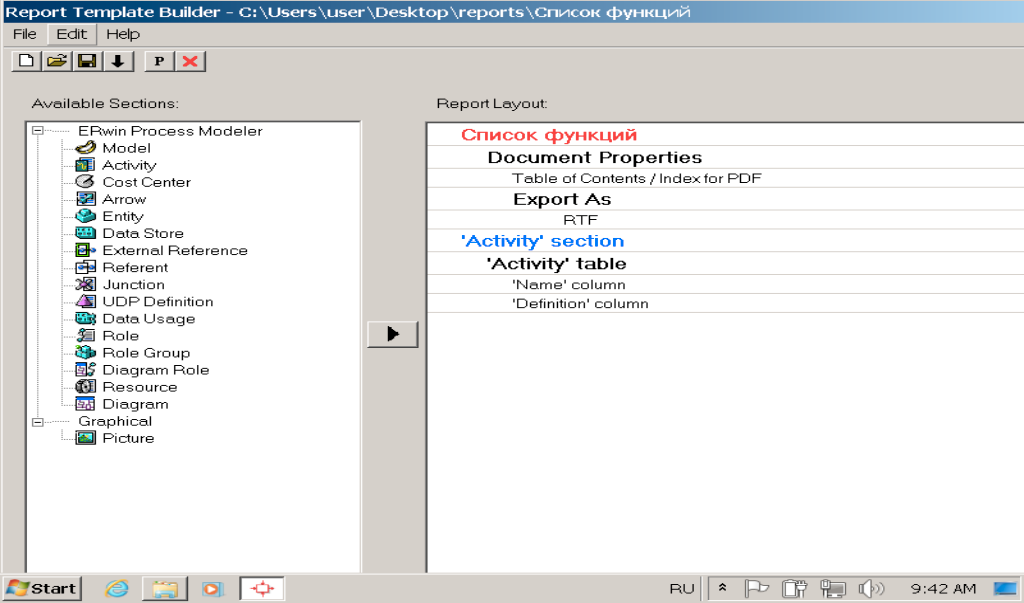 Report Template Builder - C:\Users\user\Desktop\reports\Список функций
File Edit Help
P
Available Sections:
ERwin Process Modeler
Model
Activity
Cost Center
Arrow
Entity
Data Store
External Reference
Referent
Junction
UDP Definition
Data Usage
Role
Role Group
Diagram Role
Resource
Diagram
Graphical
Picture
Report Layout:
Список функций
Document Properties
Table of Contents / Index for PDF
Export As
RTF
'Activity' section
'Activity' table
'Name' column
'Definition' column
Start
RU
9:42 AM